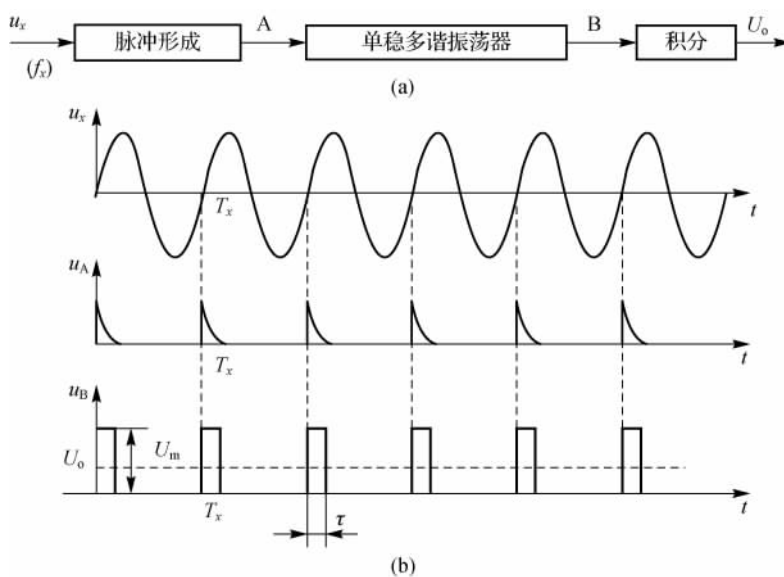 u_x A B U_o
脉冲形成 单稳多谐振荡器 积分
(f_x)
(a)
u_x
T_x t
u_A
T_x t
u_B
U_o U_m
T_x t
τ
(b)